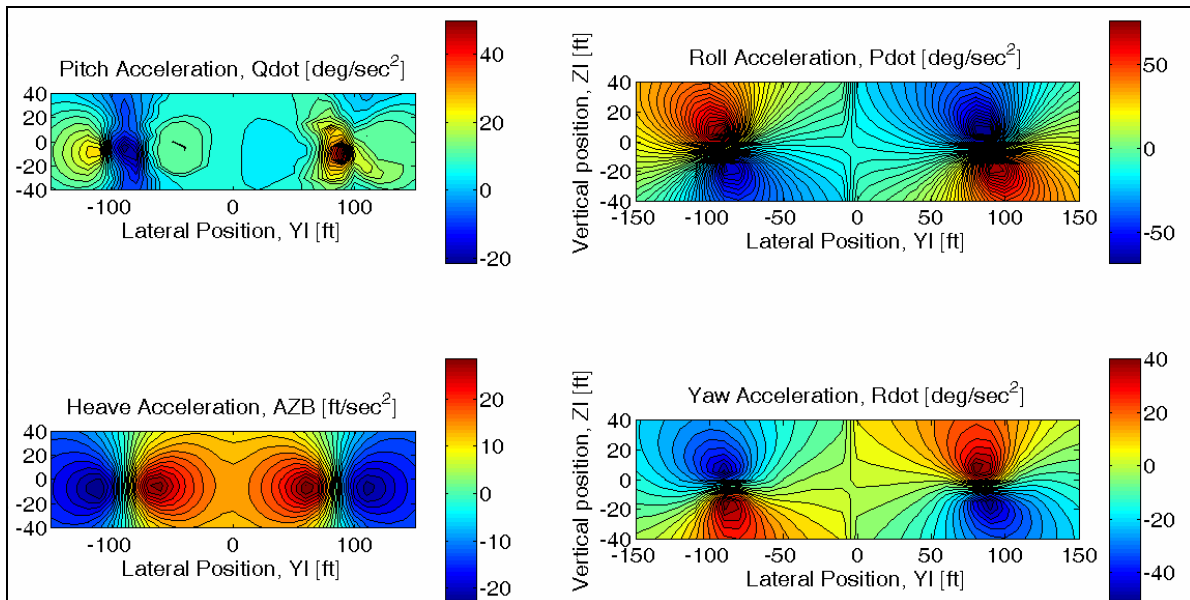 Pitch Acceleration, Qdot [deg/sec²]
40
20
0
-20
-40
-100 0 100
Lateral Position, YI [ft]
40
20
0
-20
Roll Acceleration, Pdot [deg/sec²]
Vertical position, ZI [ft]
40
20
0
-20
-40
-150 -100 -50 0 50 100 150
Lateral Position, YI [ft]
50
0
-50
Heave Acceleration, AZB [ft/sec²]
40
20
0
-20
-40
-100 0 100
Lateral Position, YI [ft]
20
10
0
-10
-20
Yaw Acceleration, Rdot [deg/sec²]
Vertical position, ZI [ft]
40
20
0
-20
-40
-150 -100 -50 0 50 100 150
Lateral Position, YI [ft]
40
20
0
-20
-40